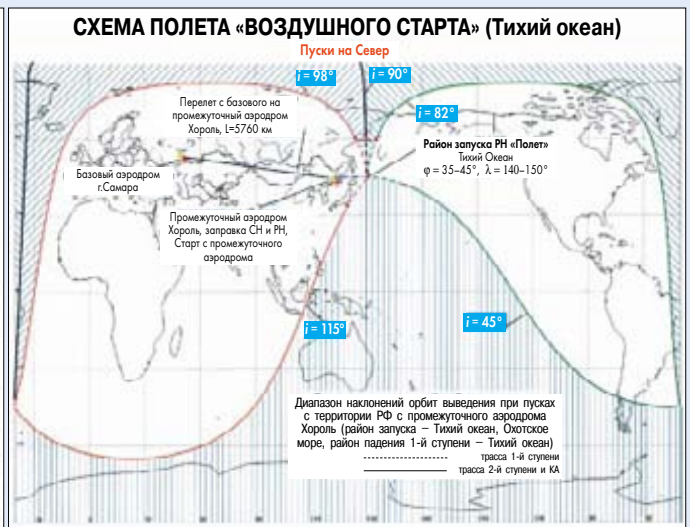 СХЕМА ПОЛЕТА «ВОЗДУШНОГО СТАРТА» (Тихий океан)
Пуски на Север
i = 98°
i = 90°
i = 82°
Перелет с базового на
промежуточный аэродром
Хороль, L=5760 км
Район запуска РН «Полет»
Тихий Океан
φ = 35–45°, λ = 140–150°
Базовый аэродром
г.Самара
Промежуточный аэродром
Хороль, заправка СН и РН,
Старт с промежуточного
аэродрома
i = 115°
i = 45°
Диапазон наклонений орбит выведения при пусках
с территории РФ с промежуточного аэродрома
Хороль (район запуска – Тихий океан, Охотское
море, район падения 1-й ступени – Тихий океан)
трасса 1-й ступени
трасса 2-й ступени и КА